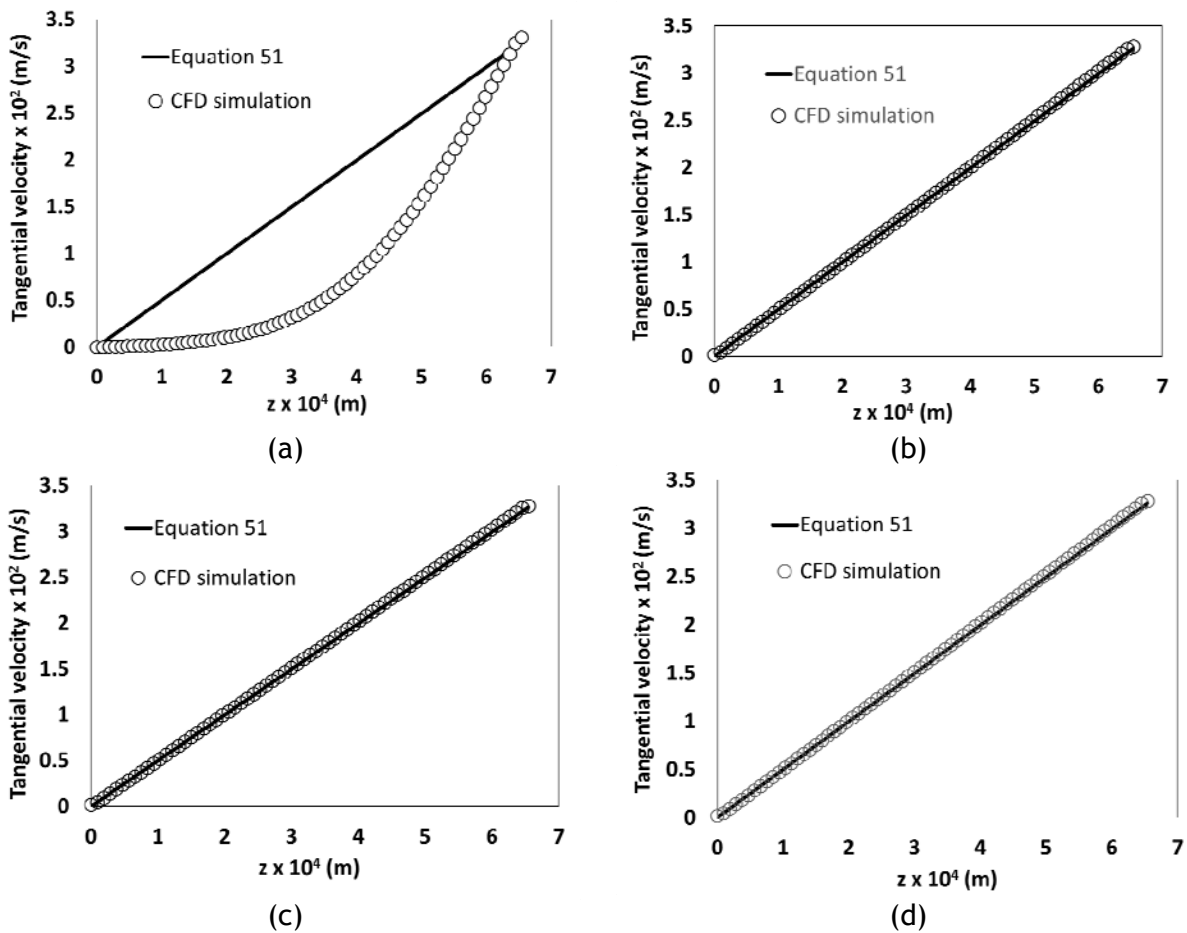 Tangential velocity x 10² (m/s)
3.5
3
2.5
2
1.5
1
0.5
0
Equation 51
CFD simulation
0 1 2 3 4 5 6 7
z x 10⁴ (m)
(a)
Tangential velocity x 10² (m/s)
3.5
3
2.5
2
1.5
1
0.5
0
Equation 51
CFD simulation
0 1 2 3 4 5 6 7
z x 10⁴ (m)
(b)
Tangential velocity x 10² (m/s)
3.5
3
2.5
2
1.5
1
0.5
0
Equation 51
CFD simulation
0 1 2 3 4 5 6 7
z x 10⁴ (m)
(c)
Tangential velocity x 10² (m/s)
3.5
3
2.5
2
1.5
1
0.5
0
Equation 51
CFD simulation
0 1 2 3 4 5 6 7
z x 10⁴ (m)
(d)